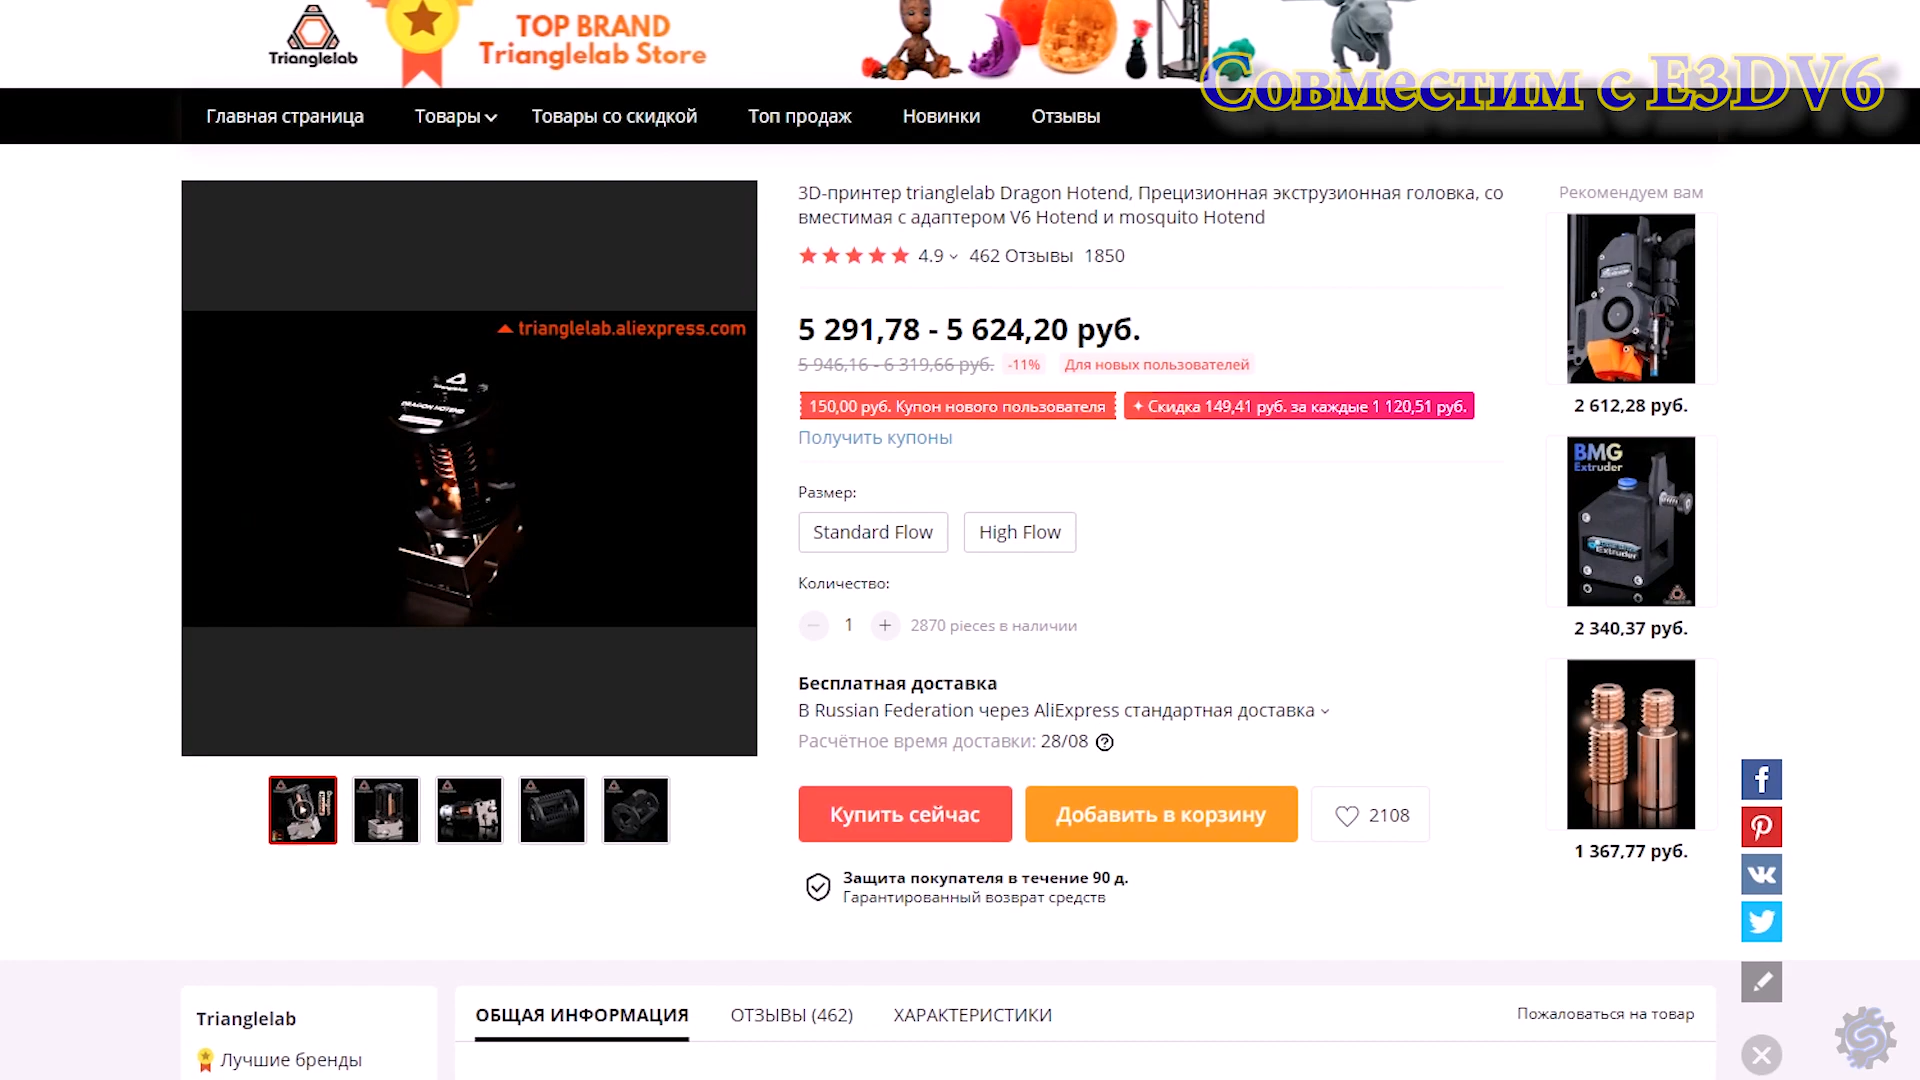 Trianglelab
TOP BRAND
Trianglelab Store
Совместим с E3DV6
Главная страница
Товары
Товары со скидкой
Топ продаж
Новинки
Отзывы
trianglelab.aliexpress.com
Trianglelab
DRAGON HOTEND
3D-принтер trianglelab Dragon Hotend, Прецизионная экструзионная головка, со
вместимая с адаптером V6 Hotend и mosquito Hotend
4.9
462 Отзывы
1850
5 291,78 - 5 624,20 руб.
5 946,16 - 6 319,66 руб.
-11%
Для новых пользователей
150,00 руб. Купон нового пользователя
Скидка 149,41 руб. за каждые 1 120,51 руб.
Получить купоны
Размер:
Standard Flow
High Flow
Количество:
1
2870 pieces в наличии
Бесплатная доставка
В Russian Federation через AliExpress стандартная доставка
Расчётное время доставки: 28/08
Купить сейчас
Добавить в корзину
2108
Защита покупателя в течение 90 д.
Гарантированный возврат средств
Рекомендуем вам
2 612,28 руб.
BMG
Extruder
Extruder
2 340,37 руб.
1 367,77 руб.
Trianglelab
Лучшие бренды
ОБЩАЯ ИНФОРМАЦИЯ
ОТЗЫВЫ (462)
ХАРАКТЕРИСТИКИ
Пожаловаться на товар